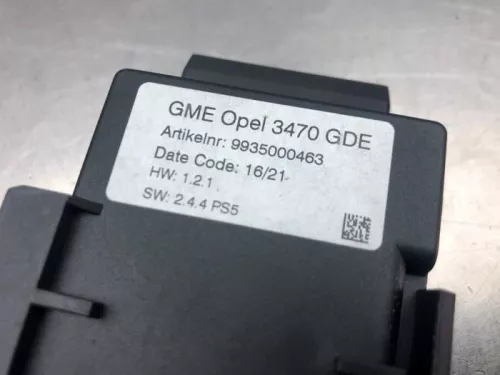 GME Opel 3470 GDE
Artikelnr: 9935000463
Date Code: 16/21
HW: 1.2.1
SW: 2.4.4 PS5